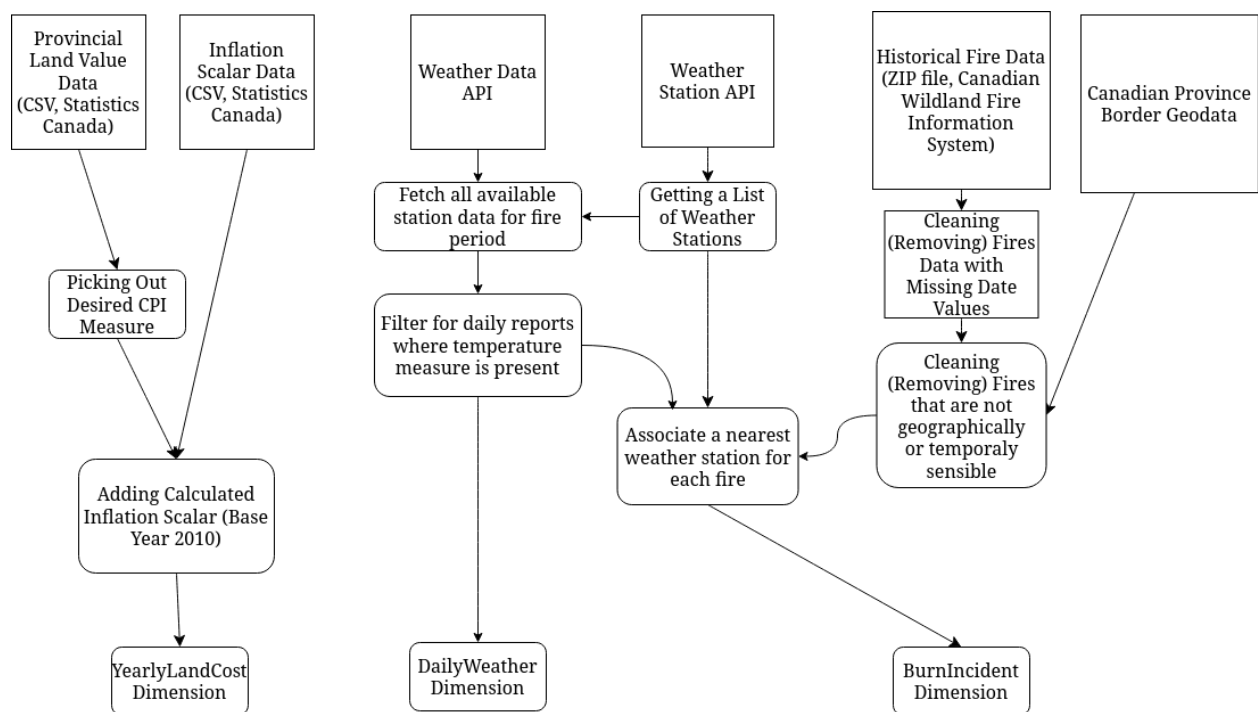 Provincial
Land Value
Data
(CSV, Statistics
Canada)
Inflation
Scalar Data
(CSV, Statistics
Canada)
Weather Data
API
Weather
Station API
Historical Fire Data
(ZIP file, Canadian
Wildland Fire
Information
System)
Canadian Province
Border Geodata
Fetch all available
station data for fire
period
Getting a List
of Weather
Stations
Cleaning
(Removing) Fires
Data with
Missing Date
Values
Picking Out
Desired CPI
Measure
Filter for daily reports
where temperature
measure is present
Cleaning
(Removing) Fires
that are not
geographically
or temporaly
sensible
Associate a nearest
weather station for
each fire
Adding Calculated
Inflation Scalar (Base
Year 2010)
YearlyLandCost
Dimension
DailyWeather
Dimension
BurnIncident
Dimension